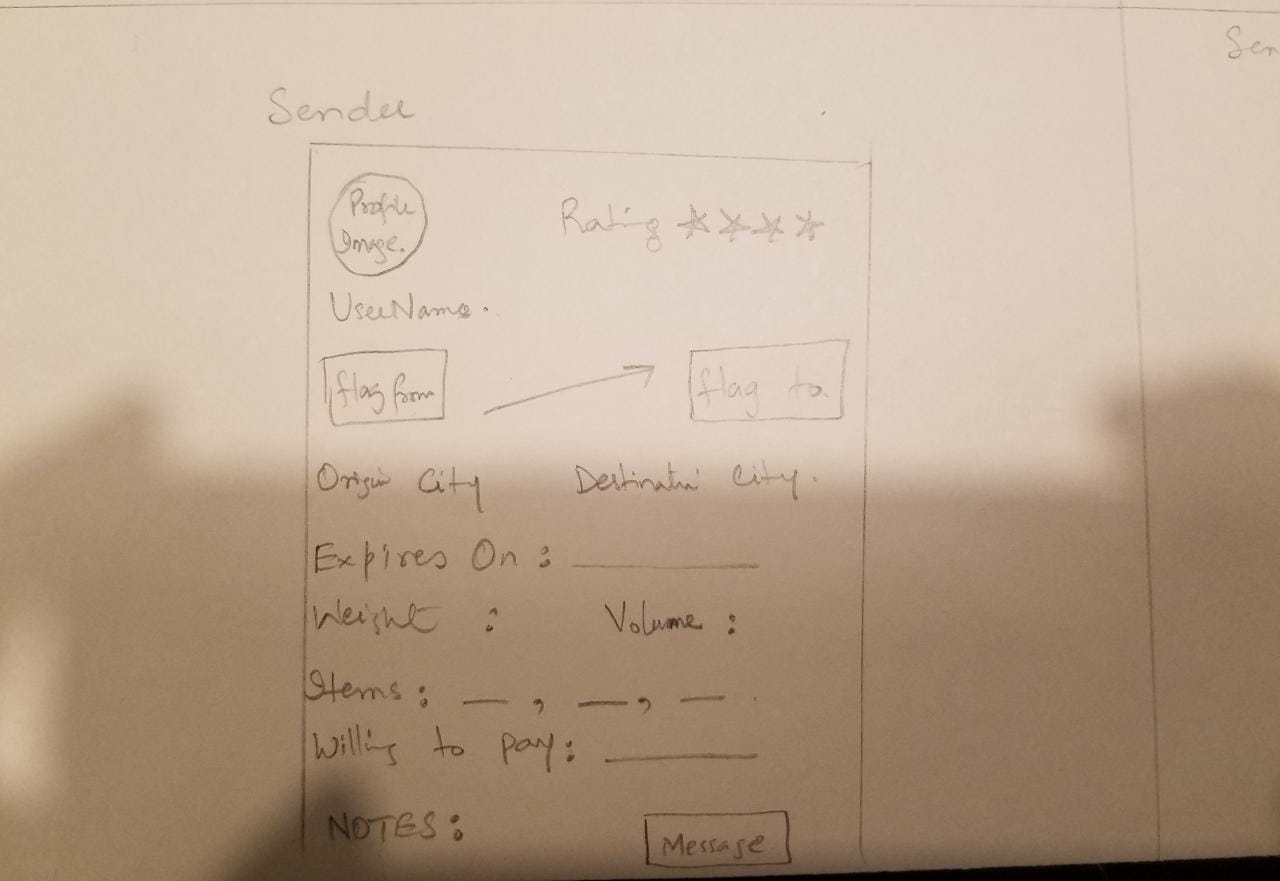 Sender
Sen
Profile
Image.
Rating ☆☆☆☆
UserName.
flag from
flag to.
Origin City
Destinatin City.
Expires On : ______
Weight :
Volume :
Items : __ , __, __ .
Willing to pay : ______
NOTES :
Message